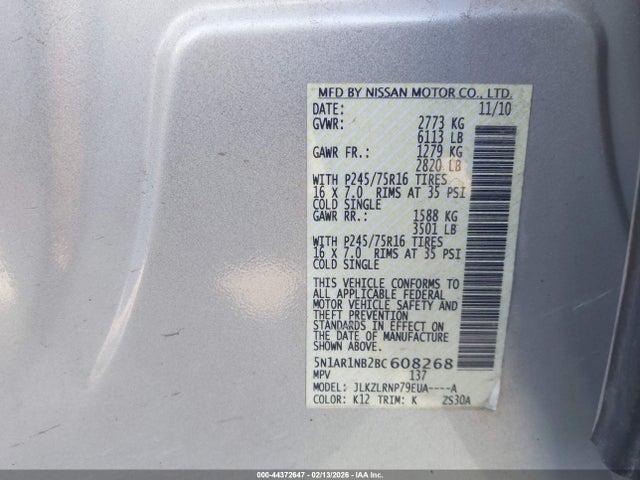 MFD BY NISSAN MOTOR CO., LTD.
DATE: 11/10
GVWR: 2773 KG
6113 LB
GAWR FR.: 1279 KG
2820 LB
WITH P245/75R16 TIRES
16 X 7.0 RIMS AT 35 PSI
COLD SINGLE
GAWR RR.: 1588 KG
3501 LB
WITH P245/75R16 TIRES
16 X 7.0 RIMS AT 35 PSI
COLD SINGLE
THIS VEHICLE CONFORMS TO
ALL APPLICABLE FEDERAL
MOTOR VEHICLE SAFETY AND
THEFT PREVENTION
STANDARDS IN EFFECT ON
THE DATE OF MANUFACTURE
SHOWN ABOVE.
5N1AR1NB2BC608268
MPV 137
MODEL: JLKZLRNP79EUA----A
COLOR: K12 TRIM: K ZS30A
000-44372647 - 02/13/2026 - IAA Inc.